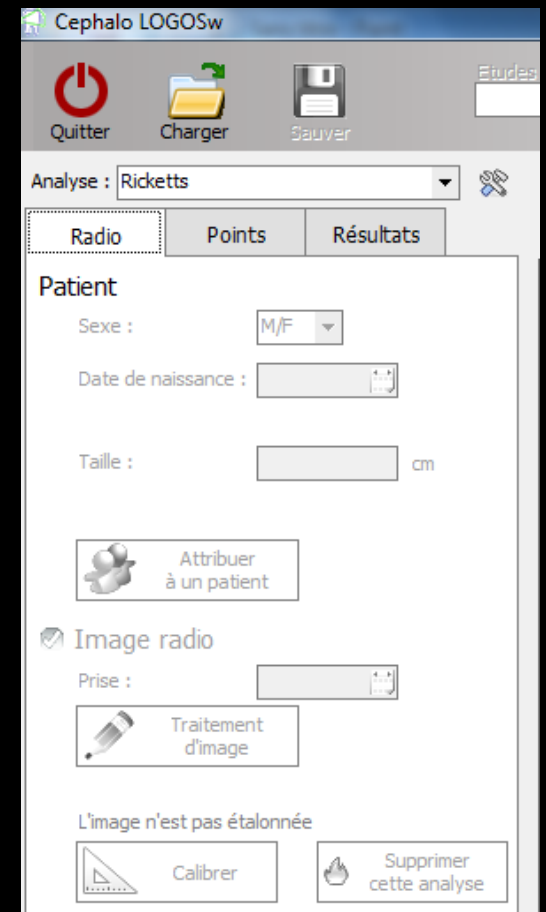 Cephalo LOGOSw
Etudes
Quitter
Charger
Sauver
Analyse : Ricketts
Radio
Points
Résultats
Patient
Sexe :
M/F
Date de naissance :
Taille :
cm
Attribuer
à un patient
Image radio
Prise :
Traitement
d'image
L'image n'est pas étalonnée
Calibrer
Supprimer
cette analyse